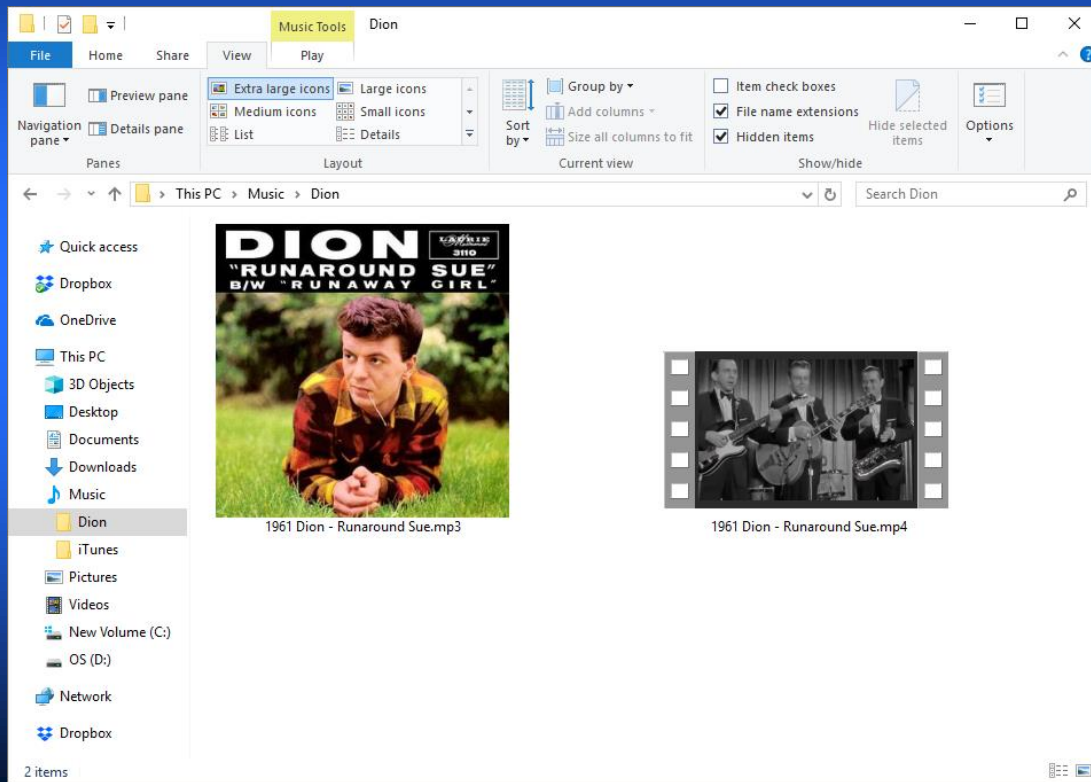 Music Tools
Dion
File
Home
Share
View
Play
Navigation
pane
Preview pane
Details pane
Panes
Extra large icons
Large icons
Medium icons
Small icons
List
Details
Layout
Sort
by
Group by
Add columns
Size all columns to fit
Current view
Item check boxes
File name extensions
Hidden items
Hide selected
items
Show/hide
Options
This PC > Music > Dion
Search Dion
Quick access
Dropbox
OneDrive
This PC
3D Objects
Desktop
Documents
Downloads
Music
Dion
iTunes
Pictures
Videos
New Volume (C:)
OS (D:)
Network
Dropbox
DION
LAURIE
3110
"RUNAROUND SUE"
B/W "RUNAWAY GIRL"
1961 Dion - Runaround Sue.mp3
1961 Dion - Runaround Sue.mp4
2 items